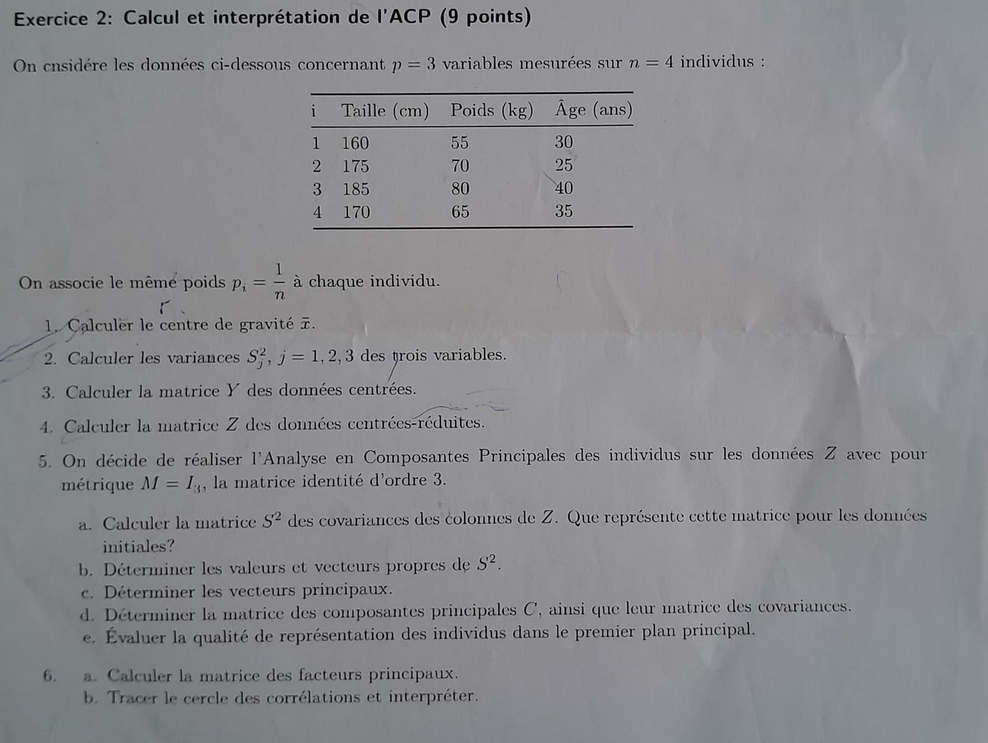 Exercice 2: Calcul et interprétation de l'ACP (9 points)
On cnsidére les données ci-dessous concernant p = 3 variables mesurées sur n = 4 individus :
i Taille (cm) Poids (kg) Âge (ans)
1 160 55 30
2 175 70 25
3 185 80 40
4 170 65 35
On associe le même poids p_i = 1/n à chaque individu.
1. Calculer le centre de gravité x̄.
2. Calculer les variances S²_j, j = 1, 2, 3 des trois variables.
3. Calculer la matrice Y des données centrées.
4. Calculer la matrice Z des données centrées-réduites.
5. On décide de réaliser l'Analyse en Composantes Principales des individus sur les données Z avec pour
métrique M = I₃, la matrice identité d'ordre 3.
a. Calculer la matrice S² des covariances des colonnes de Z. Que représente cette matrice pour les données
initiales?
b. Déterminer les valeurs et vecteurs propres de S².
c. Déterminer les vecteurs principaux.
d. Déterminer la matrice des composantes principales C, ainsi que leur matrice des covariances.
e. Évaluer la qualité de représentation des individus dans le premier plan principal.
6. a. Calculer la matrice des facteurs principaux.
b. Tracer le cercle des corrélations et interpréter.